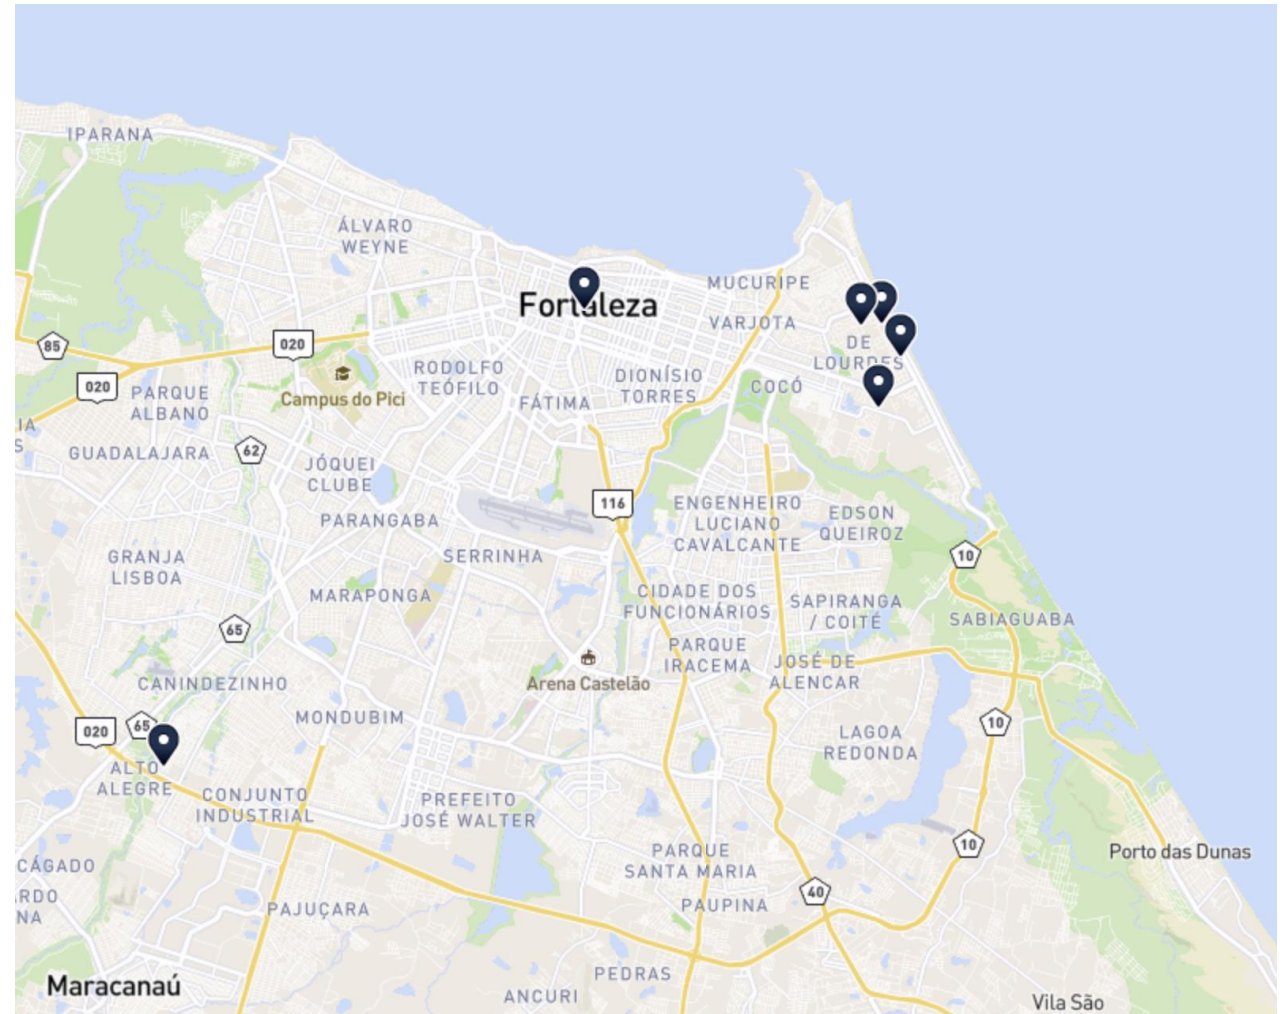 IPARANA
ÁLVARO
WEYNE
MUCURIPE
Fortaleza
VARJOTA
DE
LOURDES
020
85
020
RODOLFO
TEÓFILO
DIONÍSIO
TORRES
COCÓ
PARQUE
ALBANO
Campus do Pici
FÁTIMA
IA
S
GUADALAJARA
62
JÓQUEI
CLUBE
116
ENGENHEIRO
LUCIANO
CAVALCANTE
EDSON
QUEIROZ
PARANGABA
SERRINHA
10
GRANJA
LISBOA
MARAPONGA
CIDADE DOS
FUNCIONÁRIOS
SAPIRANGA
/ COITÉ
SABIAGUABA
65
PARQUE
IRACEMA
JOSÉ DE
ALENCAR
Arena Castelão
CANINDEZINHO
MONDUBIM
10
020
65
LAGOA
REDONDA
ALTO
ALEGRE
CONJUNTO
INDUSTRIAL
PREFEITO
JOSÉ WALTER
10
Porto das Dunas
PARQUE
SANTA MARIA
CÁGADO
40
RDO
NA
PAJUÇARA
PAUPINA
PEDRAS
Maracanaú
ANCURI
Vila São